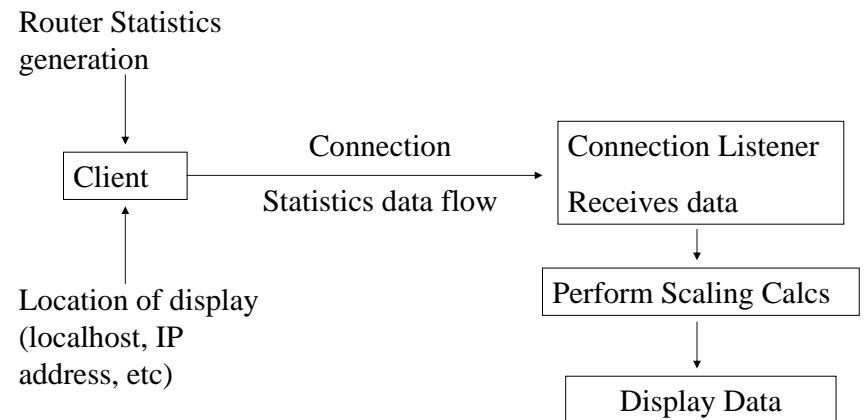 Router Statistics
generation
Client
Connection
Statistics data flow
Connection Listener
Receives data
Location of display
(localhost, IP
address, etc)
Perform Scaling Calcs
Display Data